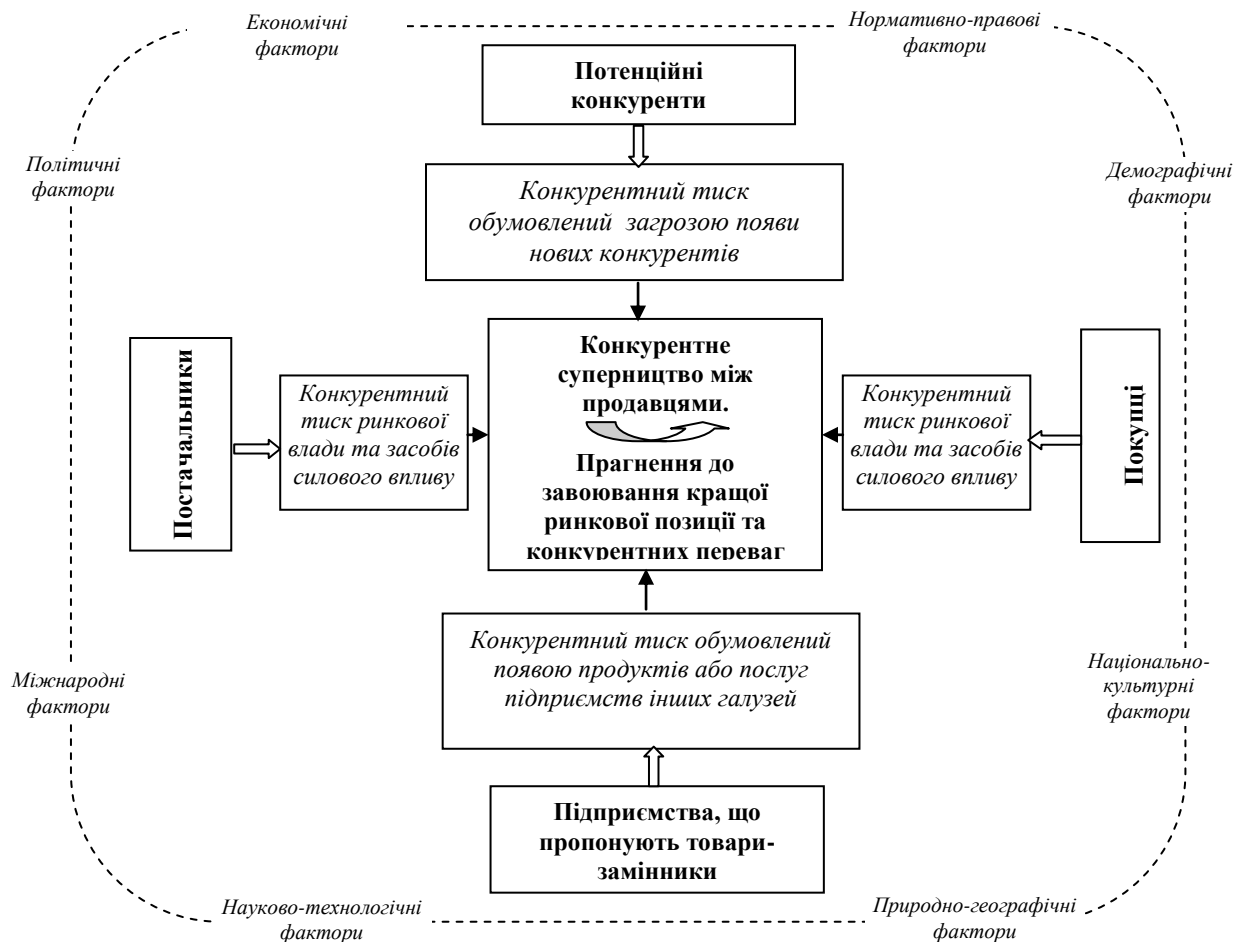 Економічні
фактори
Нормативно-правові
фактори
Потенційні
конкуренти
Політичні
фактори
Демографічні
фактори
Конкурентний тиск
обумовлений загрозою появи
нових конкурентів
Постачальники
Конкурентний
тиск ринкової
влади та засобів
силового впливу
Конкурентне
суперництво між
продавцями.
Прагнення до
завоювання кращої
ринкової позиції та
конкурентних переваг
Конкурентний
тиск ринкової
влади та засобів
силового впливу
Покупці
Конкурентний тиск обумовлений
появою продуктів або послуг
підприємств інших галузей
Міжнародні
фактори
Національно-
культурні
фактори
Підприємства, що
пропонують товари-
замінники
Науково-технологічні
фактори
Природно-географічні
фактори